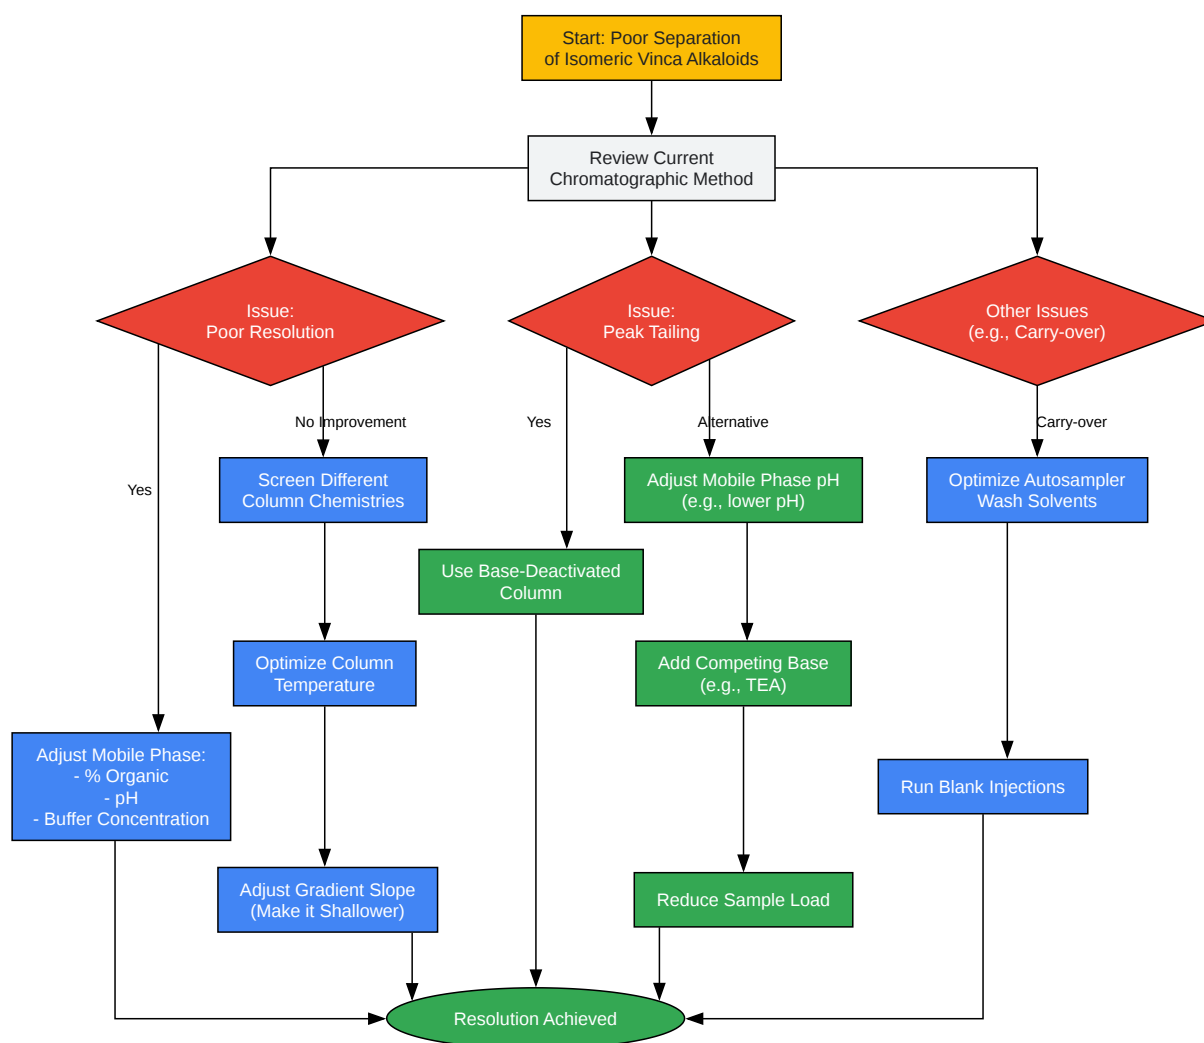 Start: Poor Separation
of Isomeric Vinca Alkaloids
Review Current
Chromatographic Method
Issue:
Poor Resolution
Issue:
Peak Tailing
Other Issues
(e.g., Carry-over)
No Improvement
Yes
Alternative
Carry-over
Yes
Screen Different
Column Chemistries
Adjust Mobile Phase pH
(e.g., lower pH)
Optimize Autosampler
Wash Solvents
Use Base-Deactivated
Column
Optimize Column
Temperature
Add Competing Base
(e.g., TEA)
Adjust Mobile Phase:
- % Organic
- pH
- Buffer Concentration
Run Blank Injections
Adjust Gradient Slope
(Make it Shallower)
Reduce Sample Load
Resolution Achieved